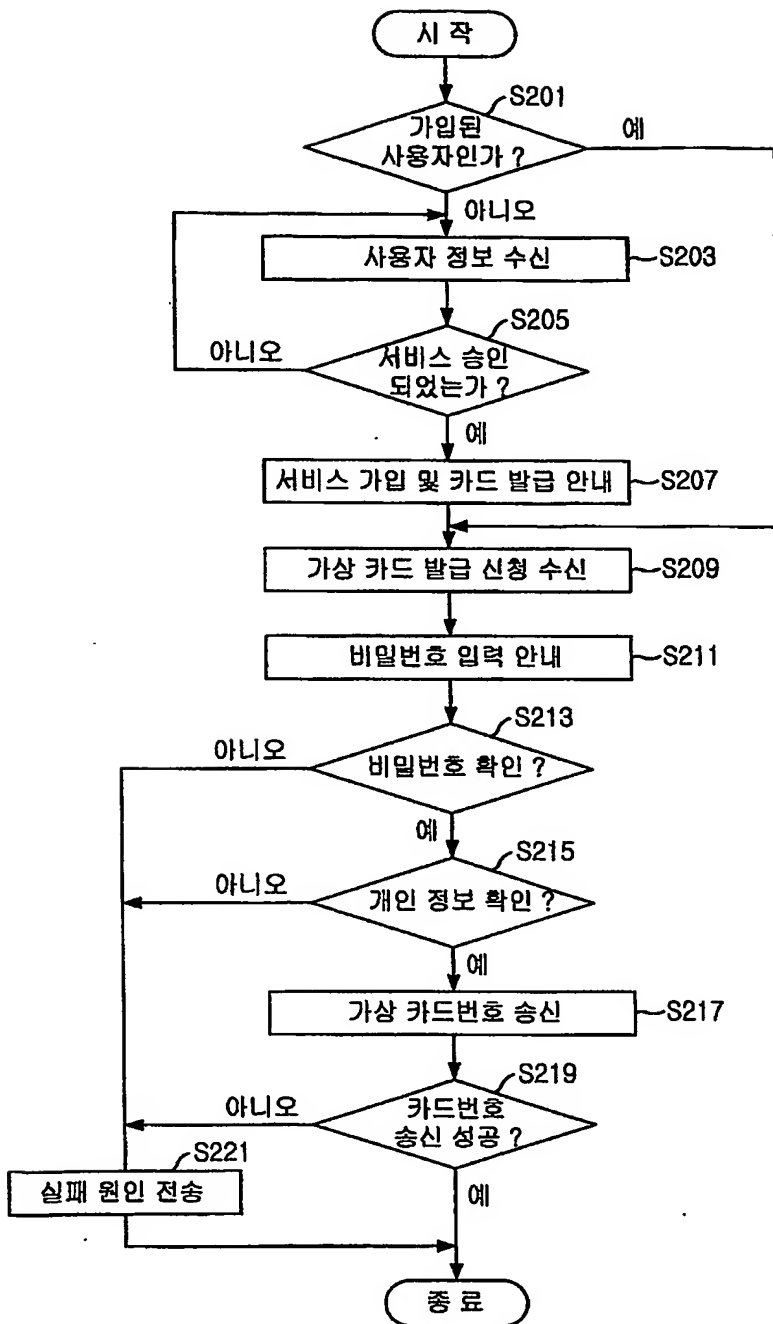 시 작
S201
가입된
사용자인가 ?
예
아니오
사용자 정보 수신
S203
S205
아니오
서비스 승인
되었는가 ?
예
서비스 가입 및 카드 발급 안내
S207
가상 카드 발급 신청 수신
S209
비밀번호 입력 안내
S211
S213
아니오
비밀번호 확인 ?
예
S215
아니오
개인 정보 확인 ?
예
가상 카드번호 송신
S217
S219
아니오
카드번호
송신 성공 ?
S221
실패 원인 전송
예
종 료